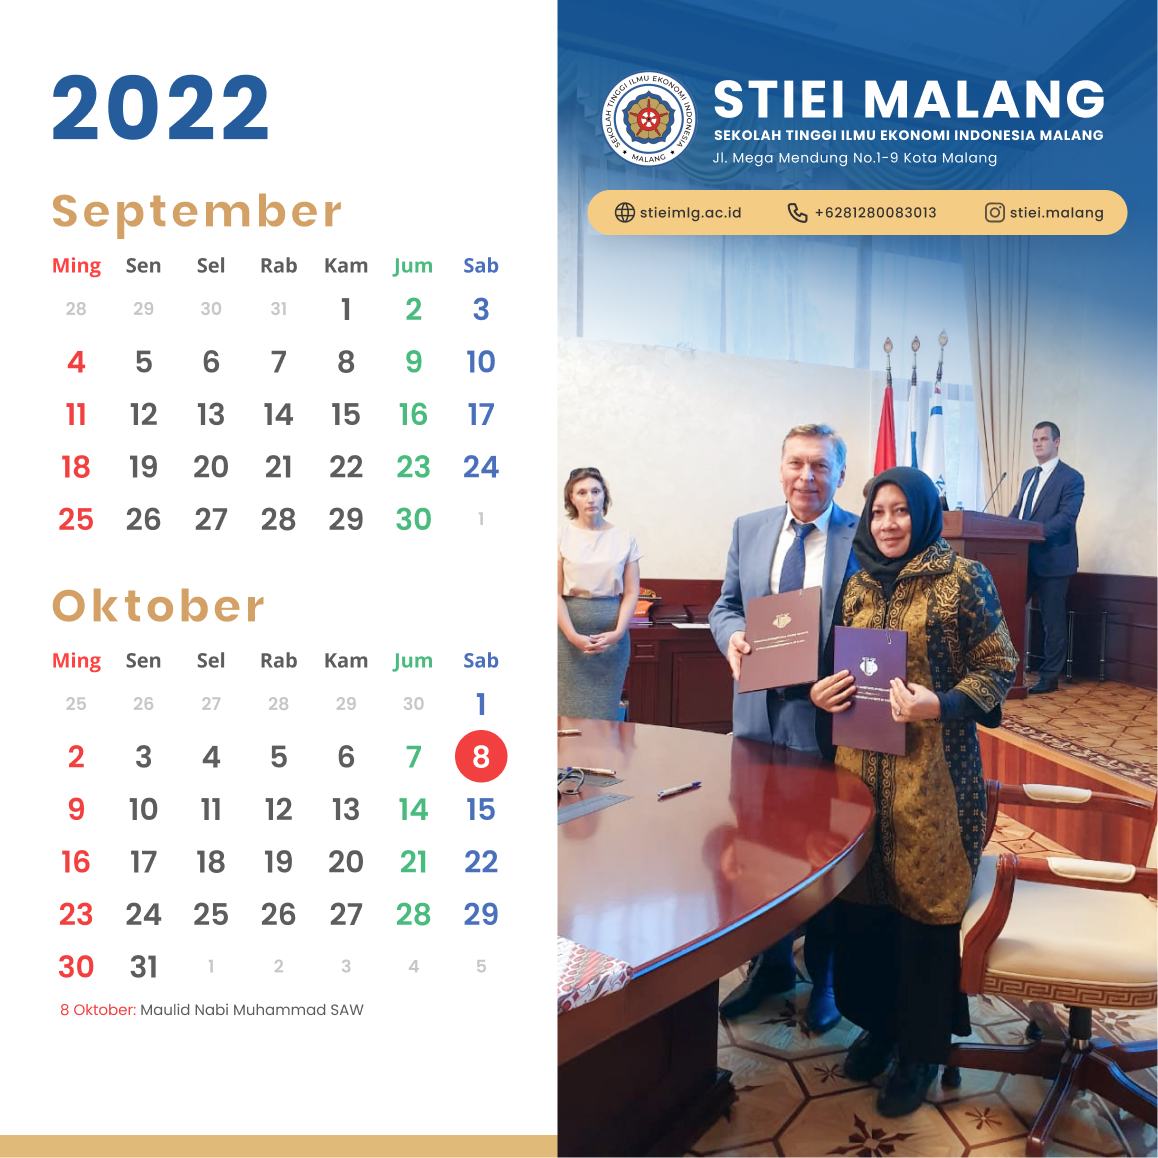 2022
September
Ming Sen Sel Rab Kam Jum Sab
28 29 30 31 1 2 3
4 5 6 7 8 9 10
11 12 13 14 15 16 17
18 19 20 21 22 23 24
25 26 27 28 29 30 1
Oktober
Ming Sen Sel Rab Kam Jum Sab
25 26 27 28 29 30 1
2 3 4 5 6 7 8
9 10 11 12 13 14 15
16 17 18 19 20 21 22
23 24 25 26 27 28 29
30 31 1 2 3 4 5
8 Oktober: Maulid Nabi Muhammad SAW
SEKOLAH TINGGI ILMU EKONOMI INDONESIA
MALANG
STIEI MALANG
SEKOLAH TINGGI ILMU EKONOMI INDONESIA MALANG
Jl. Mega Mendung No.1-9 Kota Malang
stieimlg.ac.id +6281280083013 stiei.malang